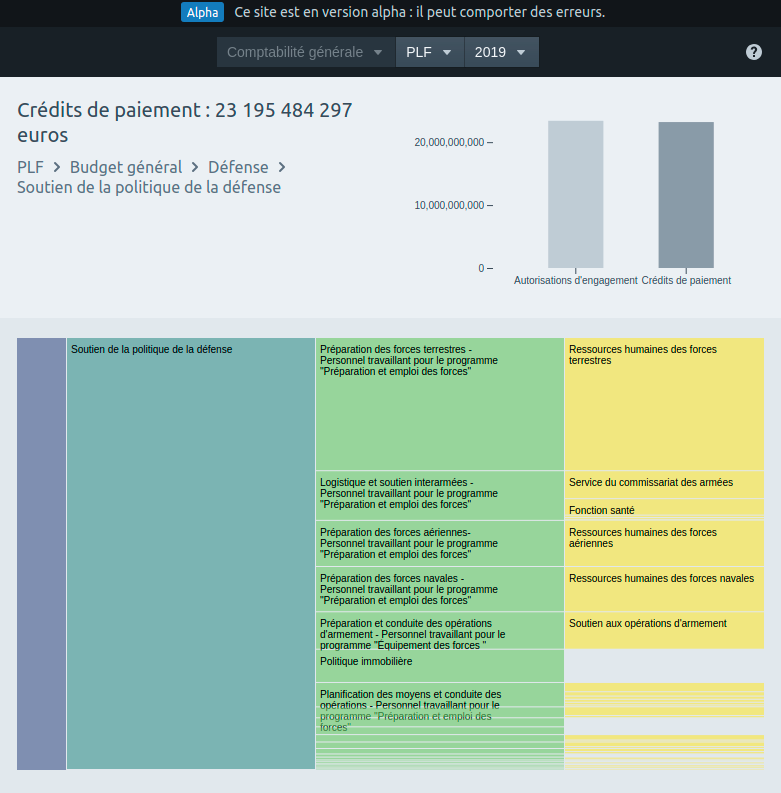 Alpha Ce site est en version alpha : il peut comporter des erreurs.
Comptabilité générale PLF 2019 ?
Crédits de paiement : 23 195 484 297
euros
PLF > Budget général > Défense >
Soutien de la politique de la défense
20,000,000,000
10,000,000,000
0
Autorisations d'engagement Crédits de paiement
Soutien de la politique de la défense
Préparation des forces terrestres -
Personnel travaillant pour le programme
"Préparation et emploi des forces"
Ressources humaines des forces
terrestres
Logistique et soutien interarmées -
Personnel travaillant pour le programme
"Préparation et emploi des forces"
Service du commissariat des armées
Fonction santé
Préparation des forces aériennes-
Personnel travaillant pour le programme
"Préparation et emploi des forces"
Ressources humaines des forces
aériennes
Préparation des forces navales -
Personnel travaillant pour le programme
"Préparation et emploi des forces"
Ressources humaines des forces navales
Préparation et conduite des opérations
d'armement - Personnel travaillant pour le
programme "Équipement des forces "
Soutien aux opérations d'armement
Politique immobilière
Planification des moyens et conduite des
opérations - Personnel travaillant pour le
programme "Préparation et emploi des
forces"